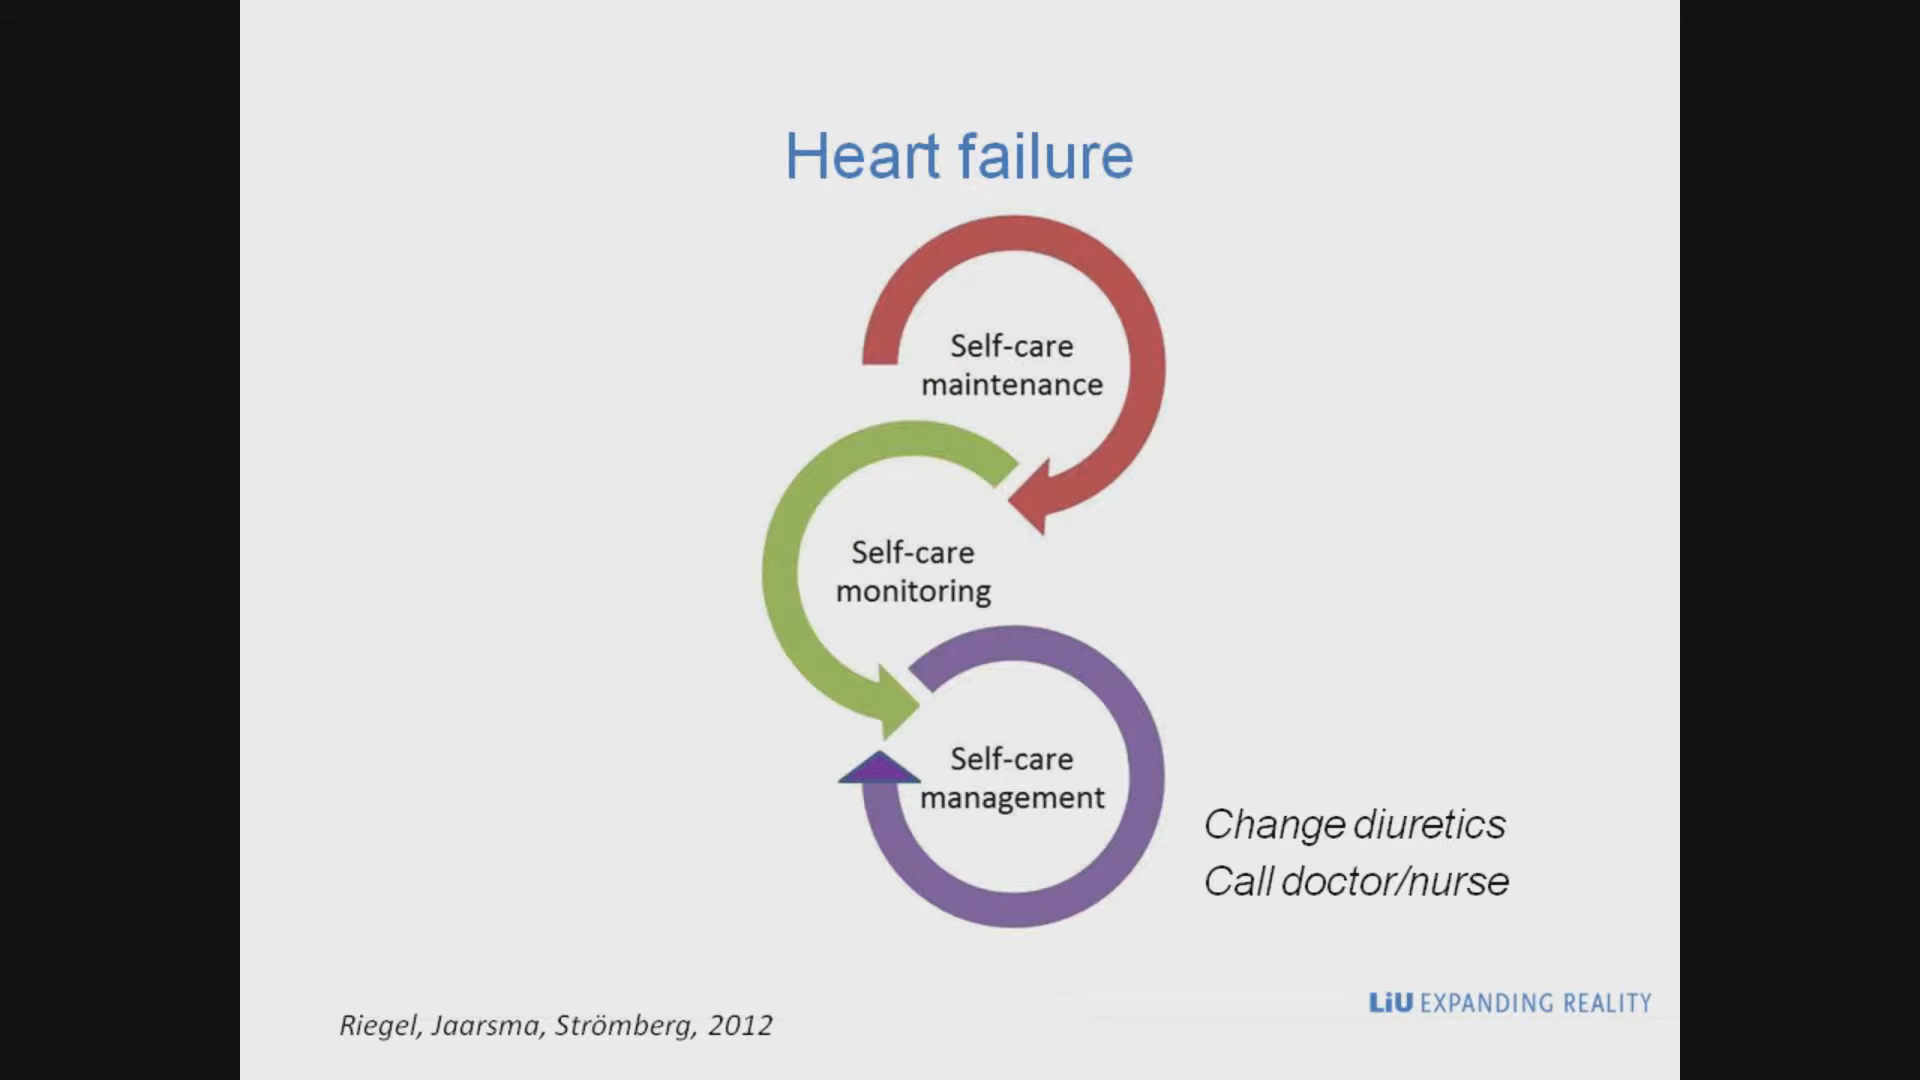 Heart failure
Self-care
maintenance
Self-care
monitoring
Self-care
management
Change diuretics
Call doctor/nurse
LiU EXPANDING REALITY
Riegel, Jaarsma, Strömberg, 2012